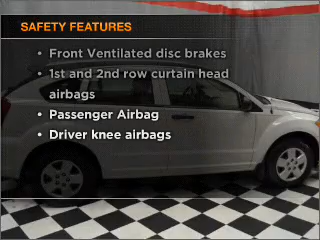 SAFETY FEATURES
• Front Ventilated disc brakes
• 1st and 2nd row curtain head
airbags
• Passenger Airbag
• Driver knee airbags